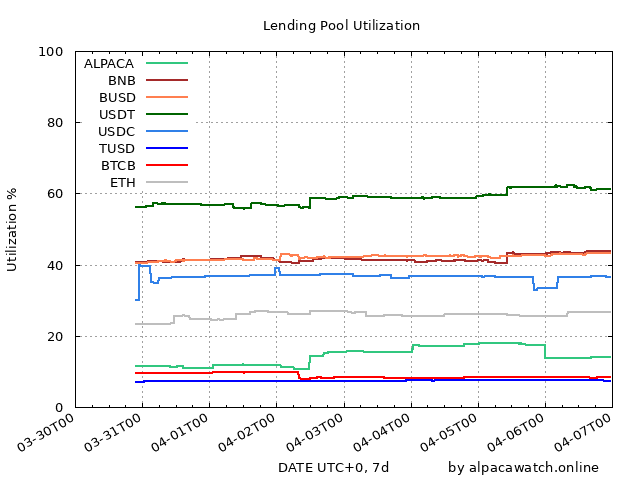 Lending Pool Utilization
Utilization %
100
80
60
40
20
0
ALPACA
BNB
BUSD
USDT
USDC
TUSD
BTCB
ETH
03-30T00
03-31T00
04-01T00
04-02T00
04-03T00
04-04T00
04-05T00
04-06T00
04-07T00
DATE UTC+0, 7d
by alpacawatch.online